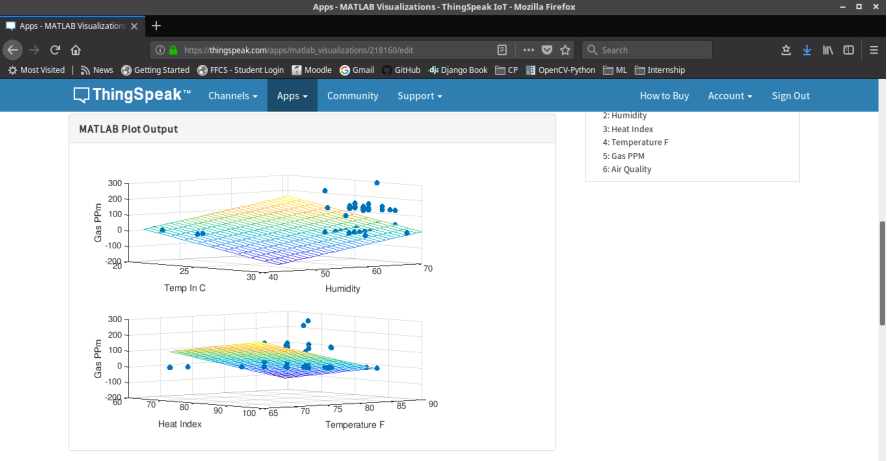 Apps - MATLAB Visualizations - ThingSpeak IoT - Mozilla Firefox
Apps - MATLAB Visualizations
https://thingspeak.com/apps/matlab_visualizations/218160/edit
Search
Most Visited
News
Getting Started
FFCS - Student Login
Moodle
Gmail
GitHub
dji Django Book
CP
OpenCV-Python
ML
Internship
ThingSpeak™
Channels
Apps
Community
Support
How to Buy
Account
Sign Out
MATLAB Plot Output
2: Humidity
3: Heat Index
4: Temperature F
5: Gas PPM
6: Air Quality
300
200
100
0
-100
-200
Gas PPm
20
25
30
40
50
60
70
Temp In C
Humidity
300
200
100
0
-100
-200
Gas PPm
60
70
80
90
100
65
70
75
80
85
90
Heat Index
Temperature F